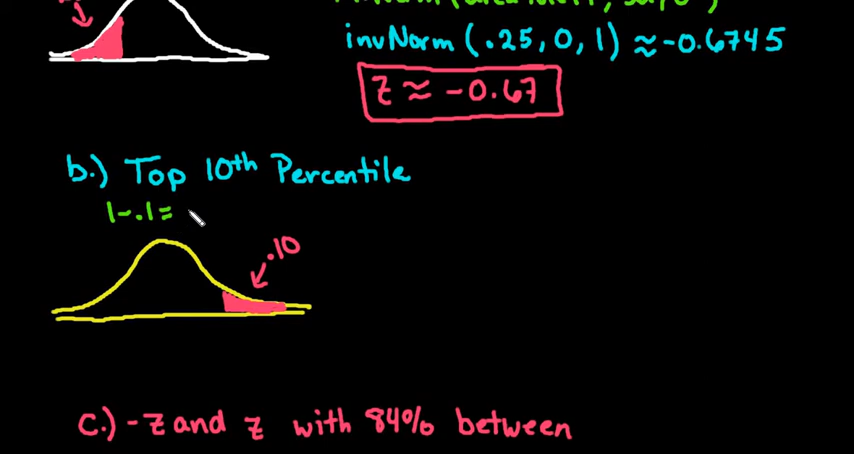 invNorm (.25, 0, 1) ≈ -0.6745
z ≈ -0.67
b.) Top 10th Percentile
1-.1=
.10
c.) -z and z with 84% between